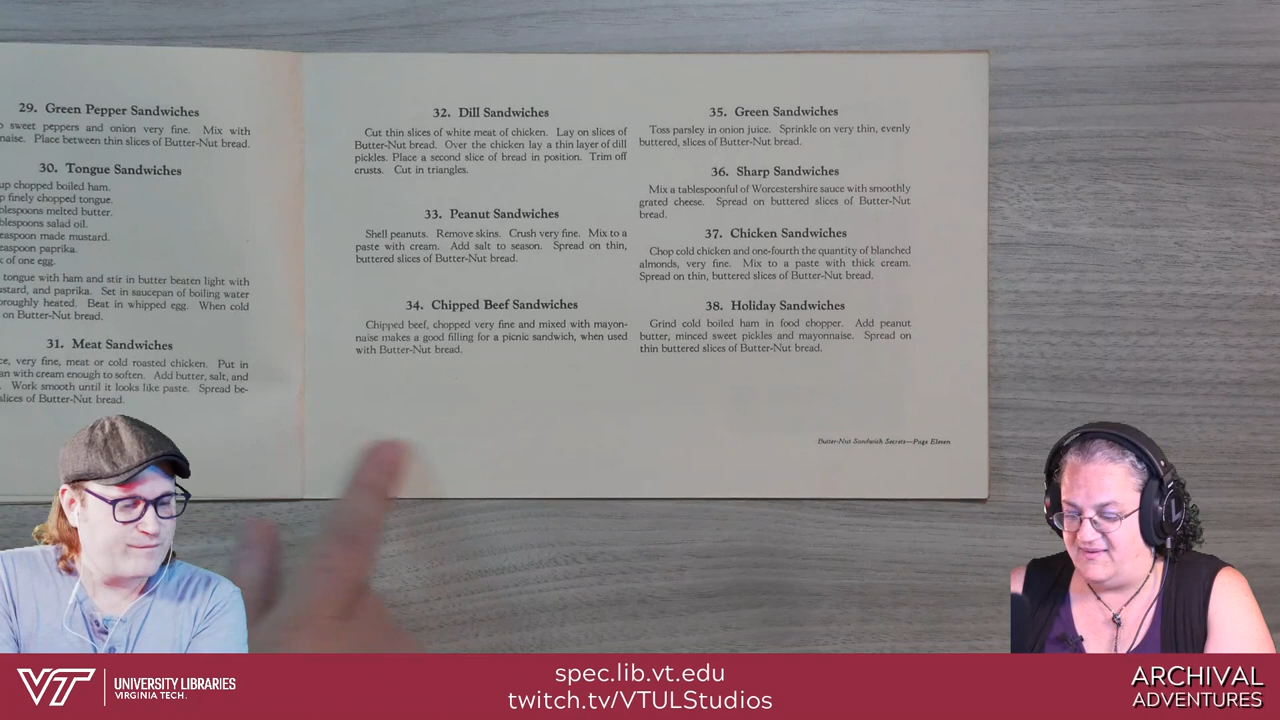 29. Green Pepper Sandwiches
sweet peppers and onion very fine. Mix with
naise. Place between thin slices of Butter-Nut bread.
30. Tongue Sandwiches
up chopped boiled ham.
p finely chopped tongue.
blespoons melted butter.
blespoons salad oil.
easpoon made mustard.
easpoon paprika.
k of one egg.
tongue with ham and stir in butter beaten light with
ustard, and paprika. Set in saucepan of boiling water
oroughly heated. Beat in whipped egg. When cold
on Butter-Nut bread.
31. Meat Sandwiches
ce, very fine, meat or cold roasted chicken. Put in
an with cream enough to soften. Add butter, salt, and
. Work smooth until it looks like paste. Spread be-
slices of Butter-Nut bread.
32. Dill Sandwiches
Cut thin slices of white meat of chicken. Lay on slices of
Butter-Nut bread. Over the chicken lay a thin layer of dill
pickles. Place a second slice of bread in position. Trim off
crusts. Cut in triangles.
33. Peanut Sandwiches
Shell peanuts. Remove skins. Crush very fine. Mix to a
paste with cream. Add salt to season. Spread on thin,
buttered slices of Butter-Nut bread.
34. Chipped Beef Sandwiches
Chipped beef, chopped very fine and mixed with mayon-
naise makes a good filling for a picnic sandwich, when used
with Butter-Nut bread.
35. Green Sandwiches
Toss parsley in onion juice. Sprinkle on very thin, evenly
buttered, slices of Butter-Nut bread.
36. Sharp Sandwiches
Mix a tablespoonful of Worcestershire sauce with smoothly
grated cheese. Spread on buttered slices of Butter-Nut
bread.
37. Chicken Sandwiches
Chop cold chicken and one-fourth the quantity of blanched
almonds, very fine. Mix to a paste with thick cream.
Spread on thin, buttered slices of Butter-Nut bread.
38. Holiday Sandwiches
Grind cold boiled ham in food chopper. Add peanut
butter, minced sweet pickles and mayonnaise. Spread on
thin buttered slices of Butter-Nut bread.
Butter-Nut Sandwich Secrets—Page Eleven
VT
UNIVERSITY LIBRARIES
VIRGINIA TECH.
spec.lib.vt.edu
twitch.tv/VTULStudios
ARCHIVAL
ADVENTURES